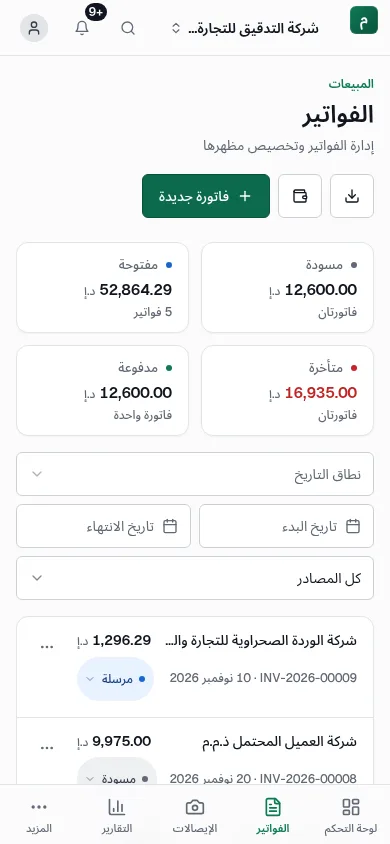 م
شركة التدقيق للتجارة...
9+
المبيعات
الفواتير
إدارة الفواتير وتخصيص مظهرها
فاتورة جديدة
مسودة
12,600.00 د.إ
فاتورتان
مفتوحة
52,864.29 د.إ
5 فواتير
متأخرة
16,935.00 د.إ
فاتورتان
مدفوعة
12,600.00 د.إ
فاتورة واحدة
نطاق التاريخ
تاريخ البدء
تاريخ الانتهاء
كل المصادر
شركة الوردة الصحراوية للتجارة والـ...
1,296.29 د.إ
INV-2026-00009 · 10 نوفمبر 2026
مرسلة
شركة العميل المحتمل ذ.م.م
9,975.00 د.إ
INV-2026-00008 · 20 نوفمبر 2026
مسودة
لوحة التحكم
الفواتير
الإيصالات
التقارير
المزيد